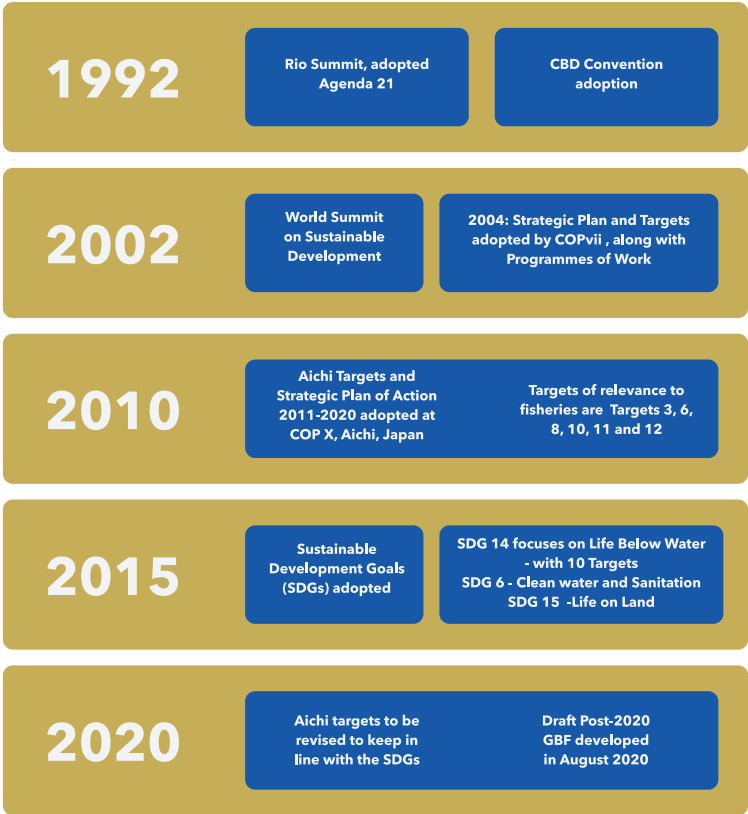 1992
Rio Summit, adopted
Agenda 21
CBD Convention
adoption
2002
World Summit
on Sustainable
Development
2004: Strategic Plan and Targets
adopted by COPvii , along with
Programmes of Work
2010
Aichi Targets and
Strategic Plan of Action
2011-2020 adopted at
COP X, Aichi, Japan
Targets of relevance to
fisheries are Targets 3, 6,
8, 10, 11 and 12
2015
Sustainable
Development Goals
(SDGs) adopted
SDG 14 focuses on Life Below Water
- with 10 Targets
SDG 6 - Clean water and Sanitation
SDG 15 -Life on Land
2020
Aichi targets to be
revised to keep in
line with the SDGs
Draft Post-2020
GBF developed
in August 2020